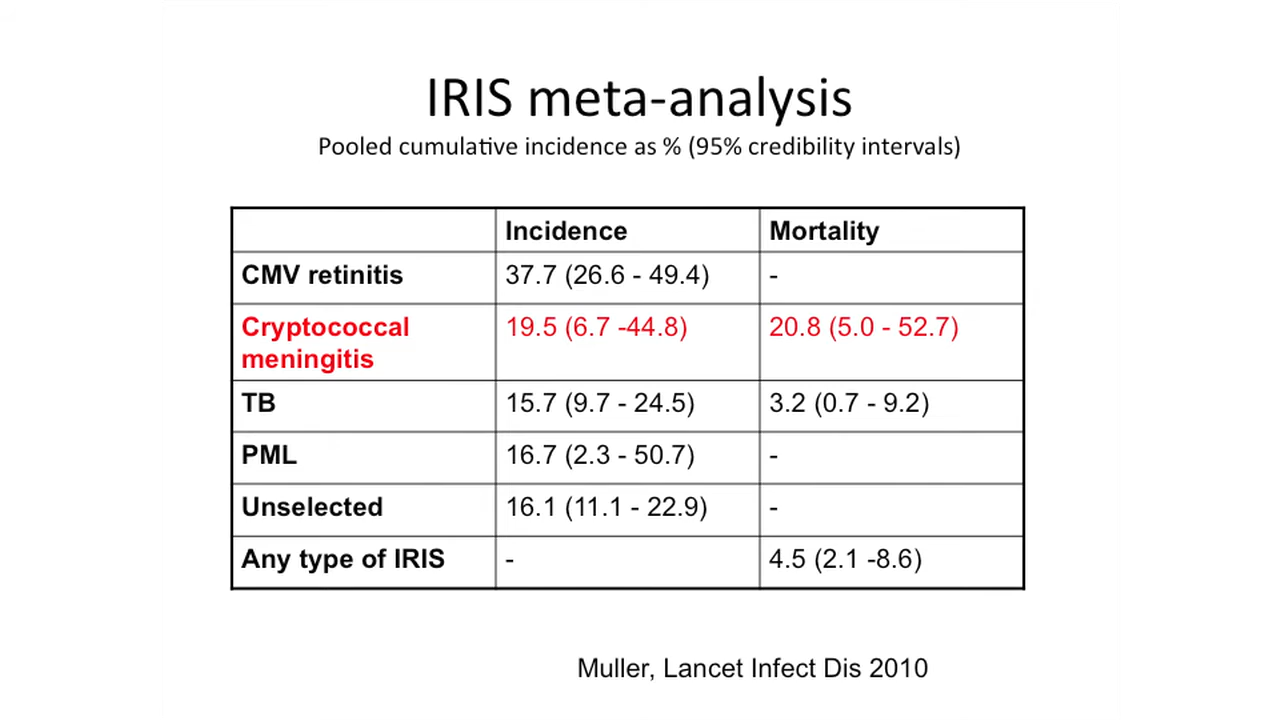 IRIS meta-analysis
Pooled cumulative incidence as % (95% credibility intervals)
Incidence Mortality
CMV retinitis 37.7 (26.6 - 49.4) -
Cryptococcal 19.5 (6.7 -44.8) 20.8 (5.0 - 52.7)
meningitis
TB 15.7 (9.7 - 24.5) 3.2 (0.7 - 9.2)
PML 16.7 (2.3 - 50.7) -
Unselected 16.1 (11.1 - 22.9) -
Any type of IRIS - 4.5 (2.1 -8.6)
Muller, Lancet Infect Dis 2010